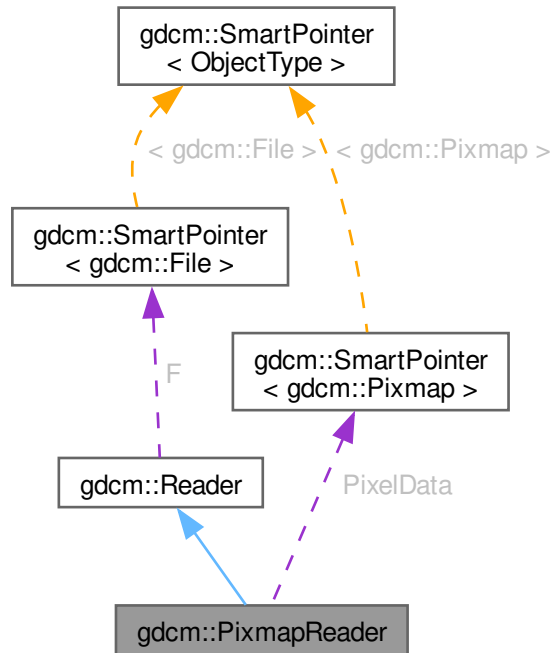 gdcm::SmartPointer
< ObjectType >
< gdcm::File >
< gdcm::Pixmap >
gdcm::SmartPointer
< gdcm::File >
gdcm::SmartPointer
< gdcm::Pixmap >
F
gdcm::Reader
PixelData
gdcm::PixmapReader